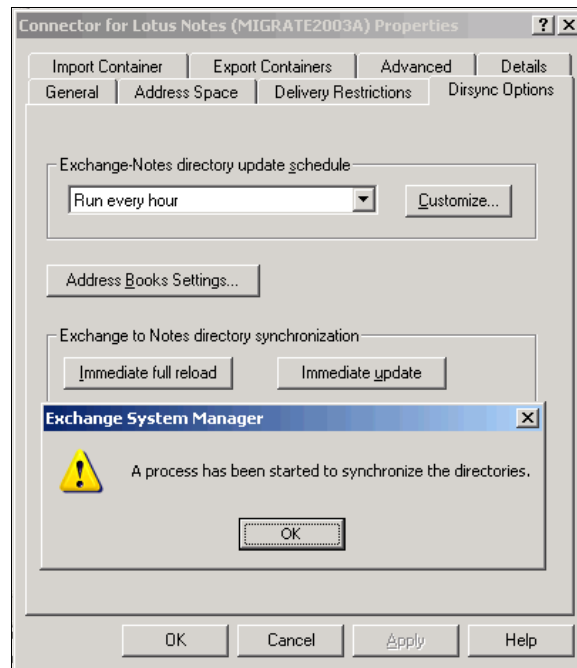 Connector for Lotus Notes (MIGRATE2003A) Properties
Import Container Export Containers Advanced Details
General Address Space Delivery Restrictions Dirsync Options
Exchange-Notes directory update schedule
Run every hour Customize...
Address Books Settings...
Exchange to Notes directory synchronization
Immediate full reload Immediate update
Exchange System Manager
A process has been started to synchronize the directories.
OK
OK Cancel Apply Help